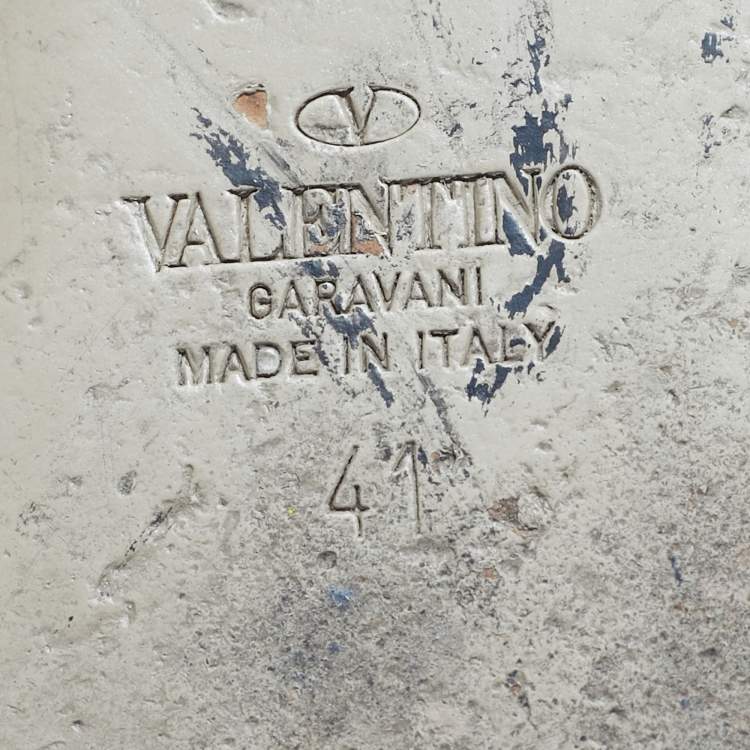 V
VALENTINO
GARAVANI
MADE IN ITALY
41